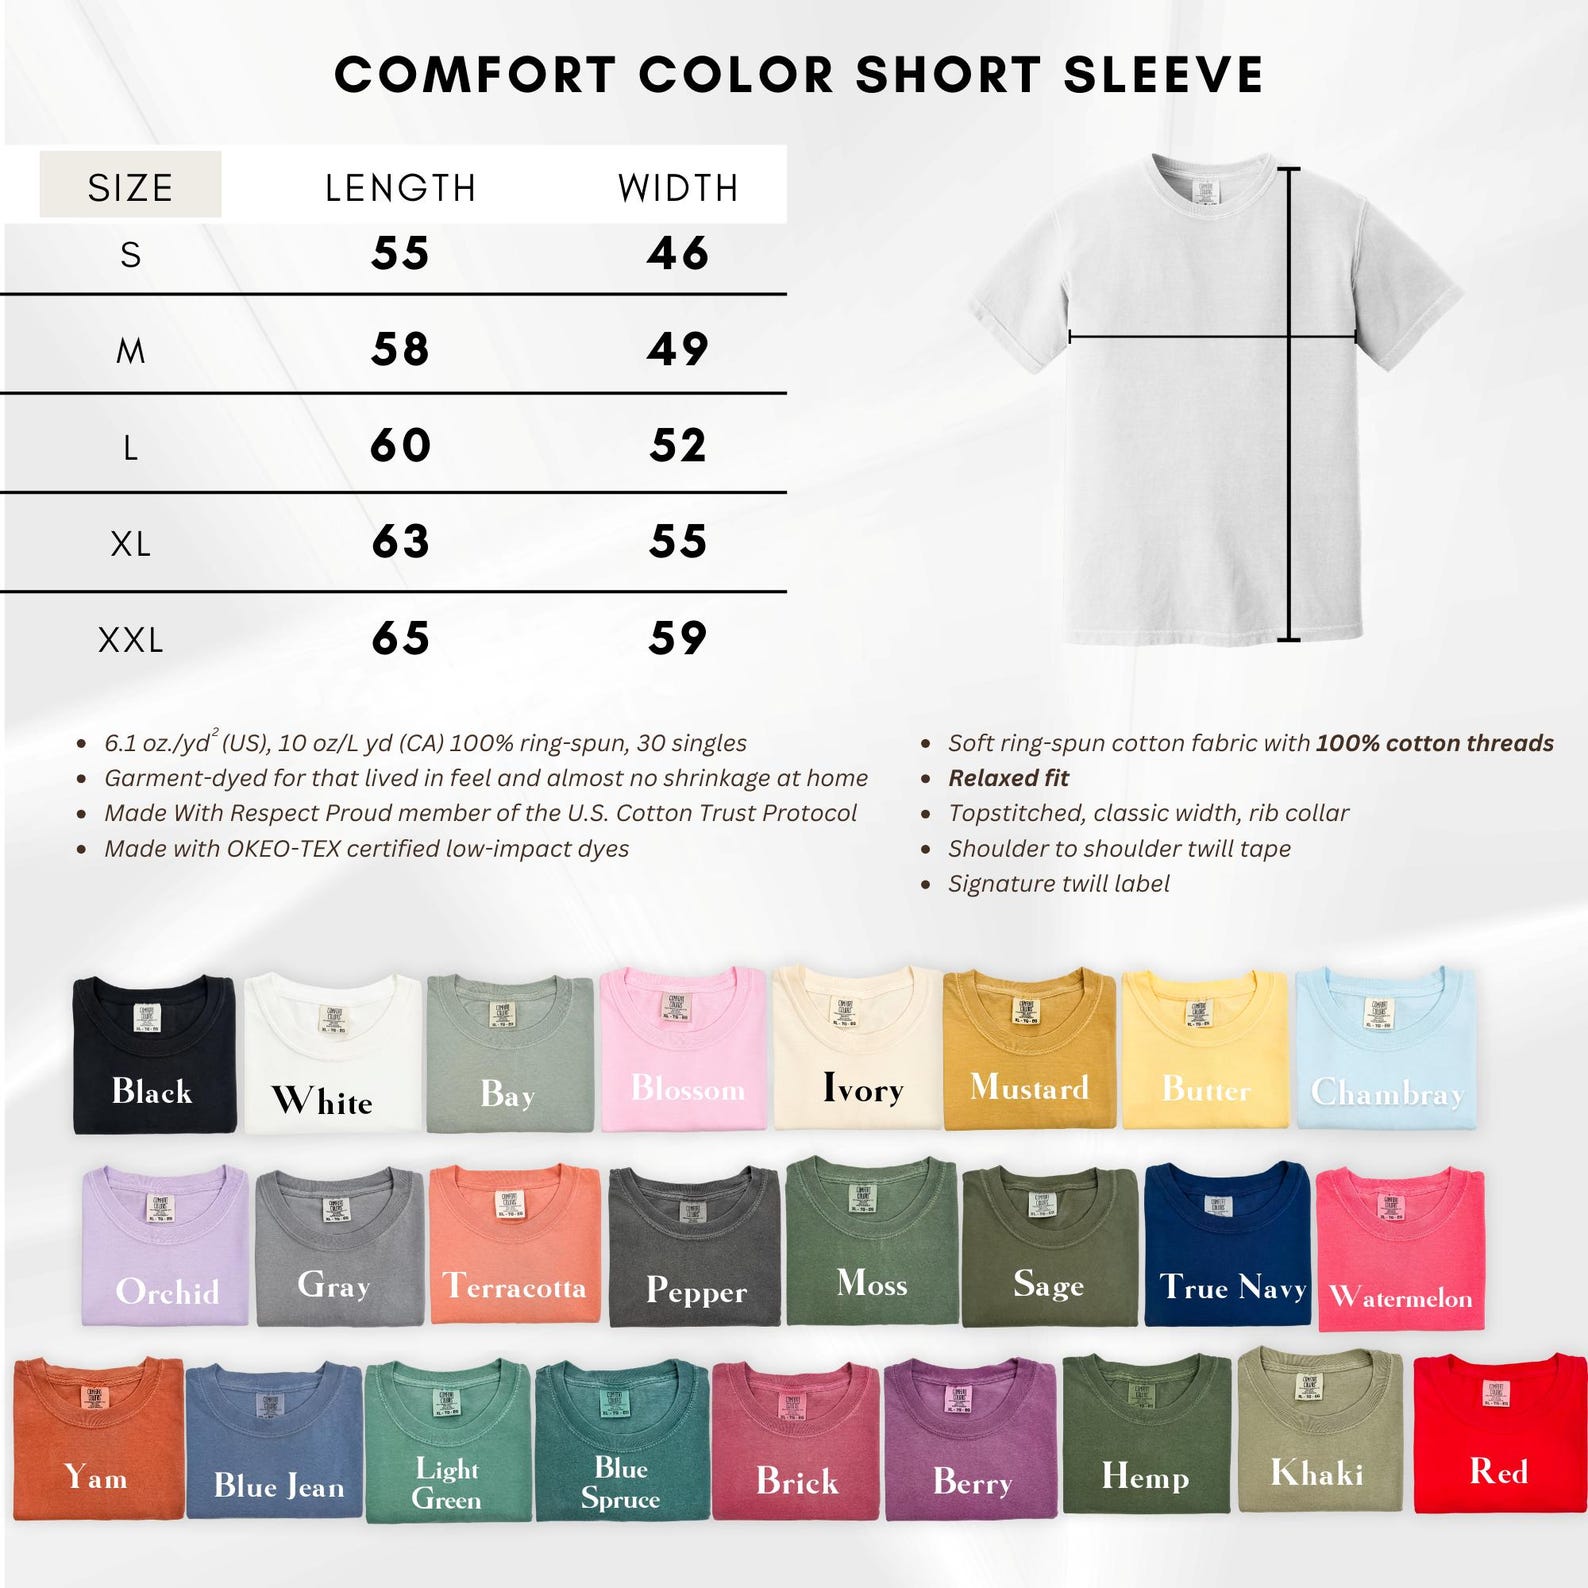 COMFORT COLOR SHORT SLEEVE
SIZE LENGTH WIDTH
S 55 46
M 58 49
L 60 52
XL 63 55
XXL 65 59
• 6.1 oz./yd² (US), 10 oz/L yd (CA) 100% ring-spun, 30 singles
• Garment-dyed for that lived in feel and almost no shrinkage at home
• Made With Respect Proud member of the U.S. Cotton Trust Protocol
• Made with OKEO-TEX certified low-impact dyes
• Soft ring-spun cotton fabric with 100% cotton threads
• Relaxed fit
• Topstitched, classic width, rib collar
• Shoulder to shoulder twill tape
• Signature twill label
Black White Bay Blossom Ivory Mustard Butter Chambray
Orchid Gray Terracotta Pepper Moss Sage True Navy Watermelon
Yam Blue Jean Light Green Blue Spruce Brick Berry Hemp Khaki Red